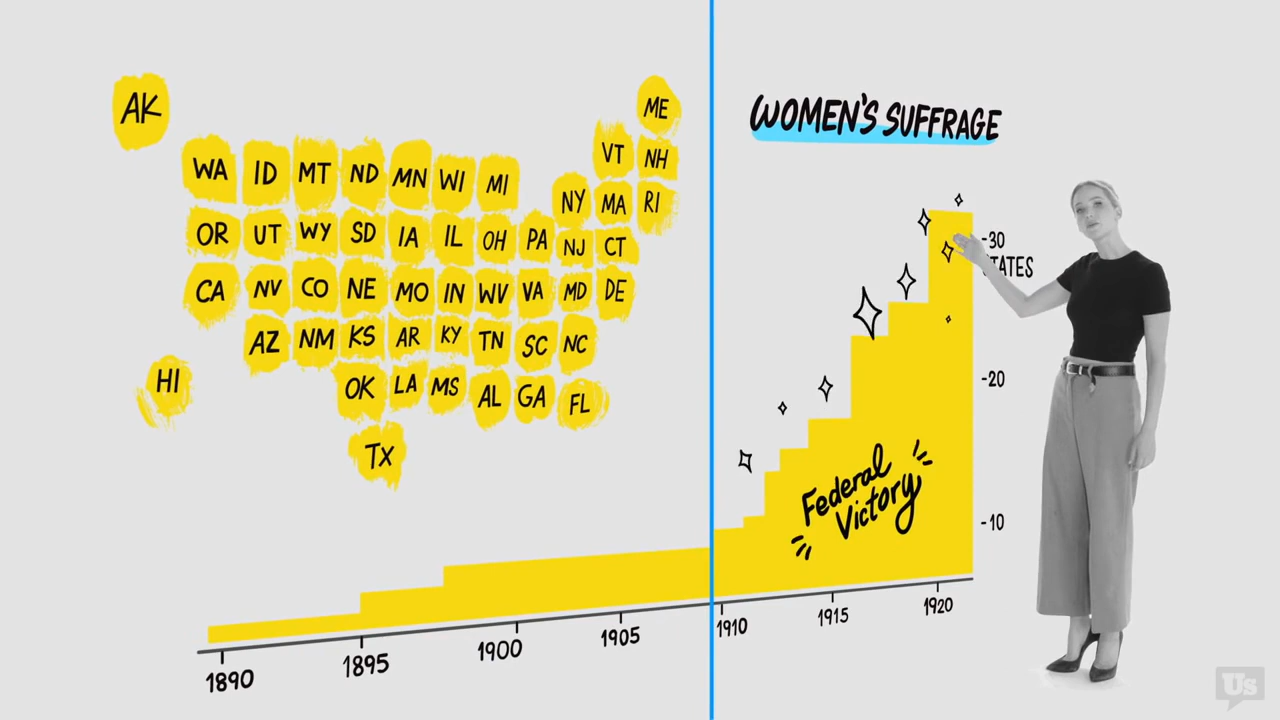 AK
ME
VT NH
WA ID MT ND MN WI MI
NY MA RI
OR UT WY SD IA IL OH PA NJ CT
CA NV CO NE MO IN WV VA MD DE
AZ NM KS AR KY TN SC NC
HI
OK LA MS AL GA FL
TX
WOMEN'S SUFFRAGE
-30
TATES
-20
-10
Federal
Victory
1890
1895
1900
1905
1910
1915
1920
Us